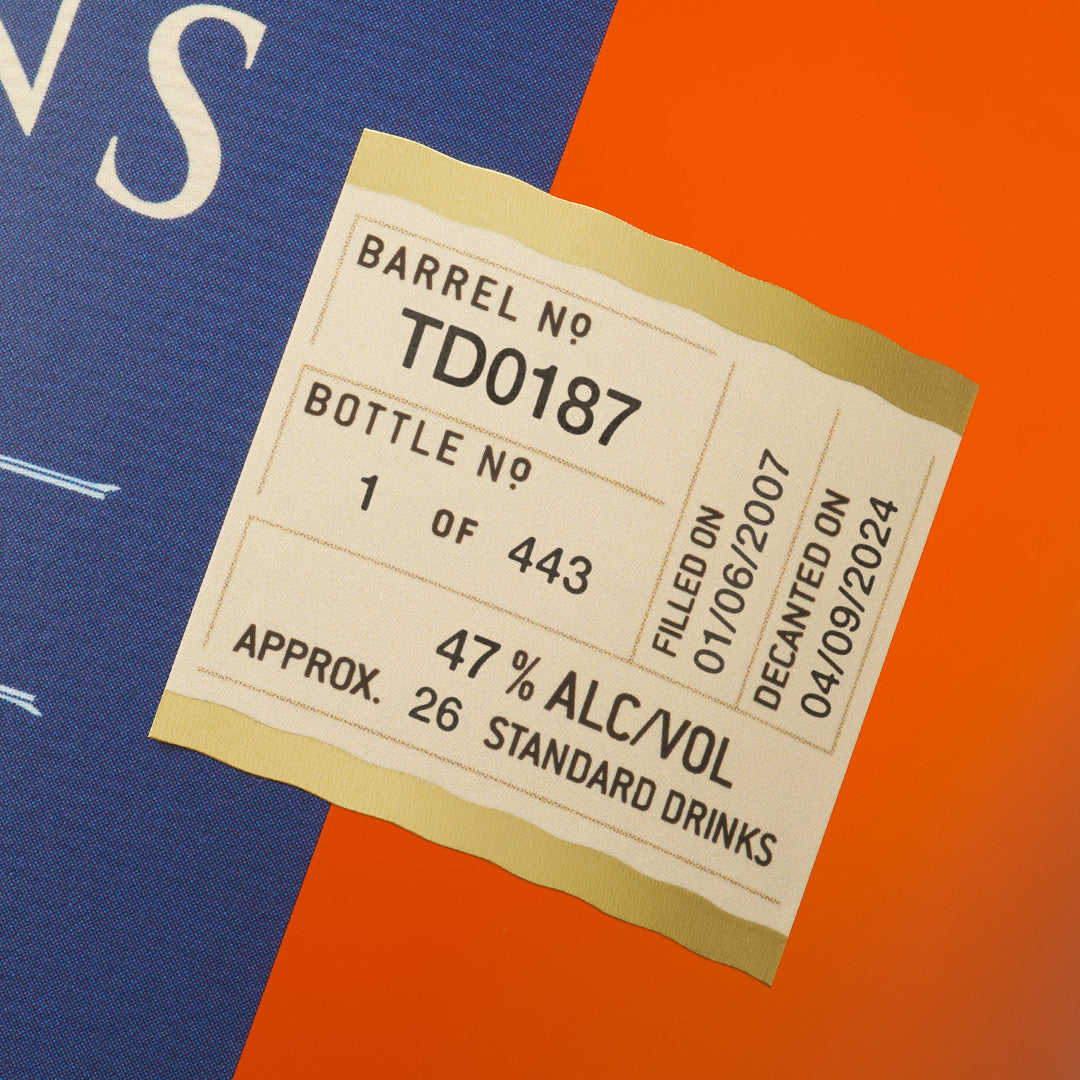 NS
BARREL Nº
TD0187
BOTTLE Nº
1 OF 443
FILLED ON
01/06/2007
DECANTED ON
04/09/2024
47% ALC/VOL
APPROX. 26 STANDARD DRINKS